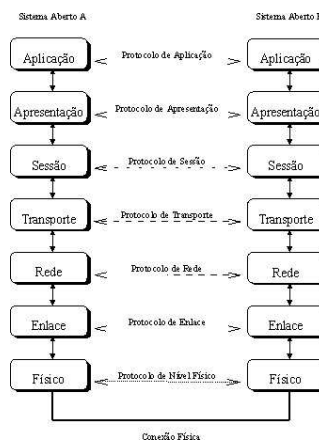 Sistema Aberto A Sistema Aberto
Aplicação Protocolo de Aplicação Aplicação
Apresentação Protocolo de Apresentação Apresentação
Sessão Protocolo de Sessão Sessão
Transporte Protocolo de Transporte Transporte
Rede Protocolo de Rede Rede
Enlace Protocolo de Enlace Enlace
Físico Protocolo de Nível Físico Físico
Conexão Física